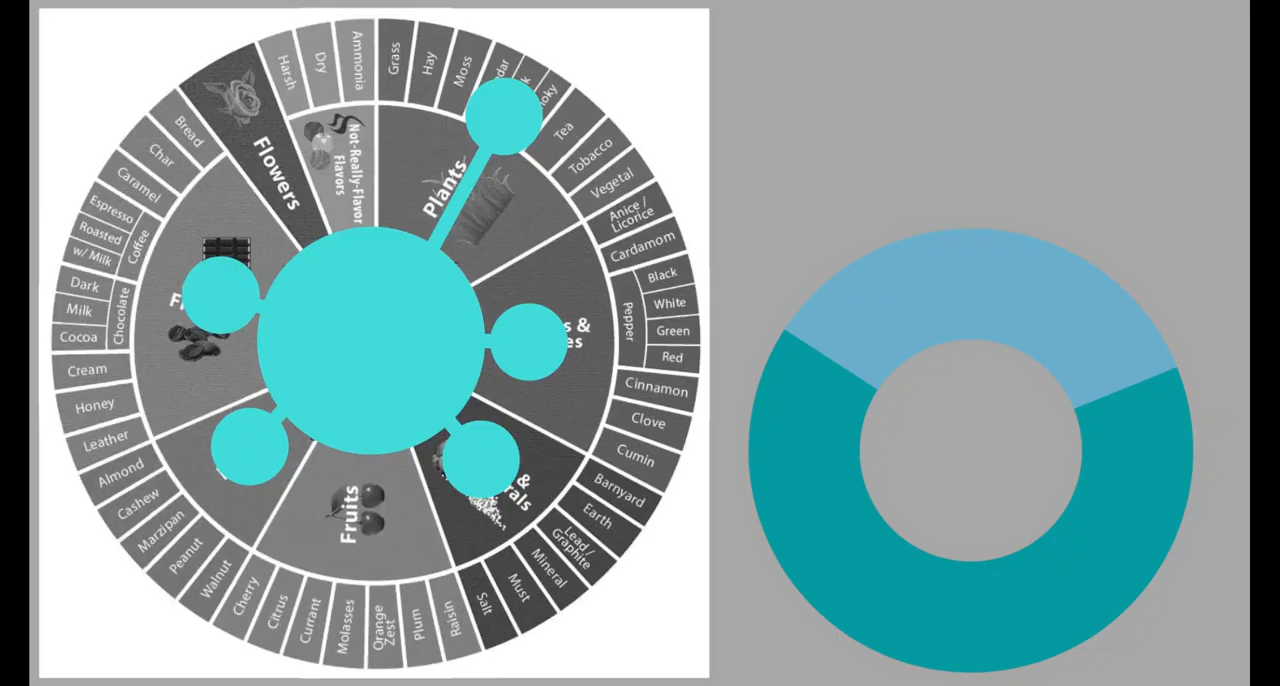 Grass
Hay
Moss
Tea
Tobacco
Vegetal
Anice /
Licorice
Cardamom
Pepper
Black
White
Green
Red
Cinnamon
Clove
Cumin
Barnyard
Earth
Lead /
Graphite
Mineral
Must
Salt
Raisin
Plum
Orange
Zest
Molasses
Currant
Citrus
Cherry
Walnut
Peanut
Marzipan
Cashew
Almond
Leather
Honey
Cream
Chocolate
Cocoa
Milk
Dark
Coffee
w/ Milk
Roasted
Espresso
Caramel
Char
Bread
Flowers
Harsh
Dry
Ammonia
Not-Really-Flavor
Flavors
Plants
&
&
Fruits